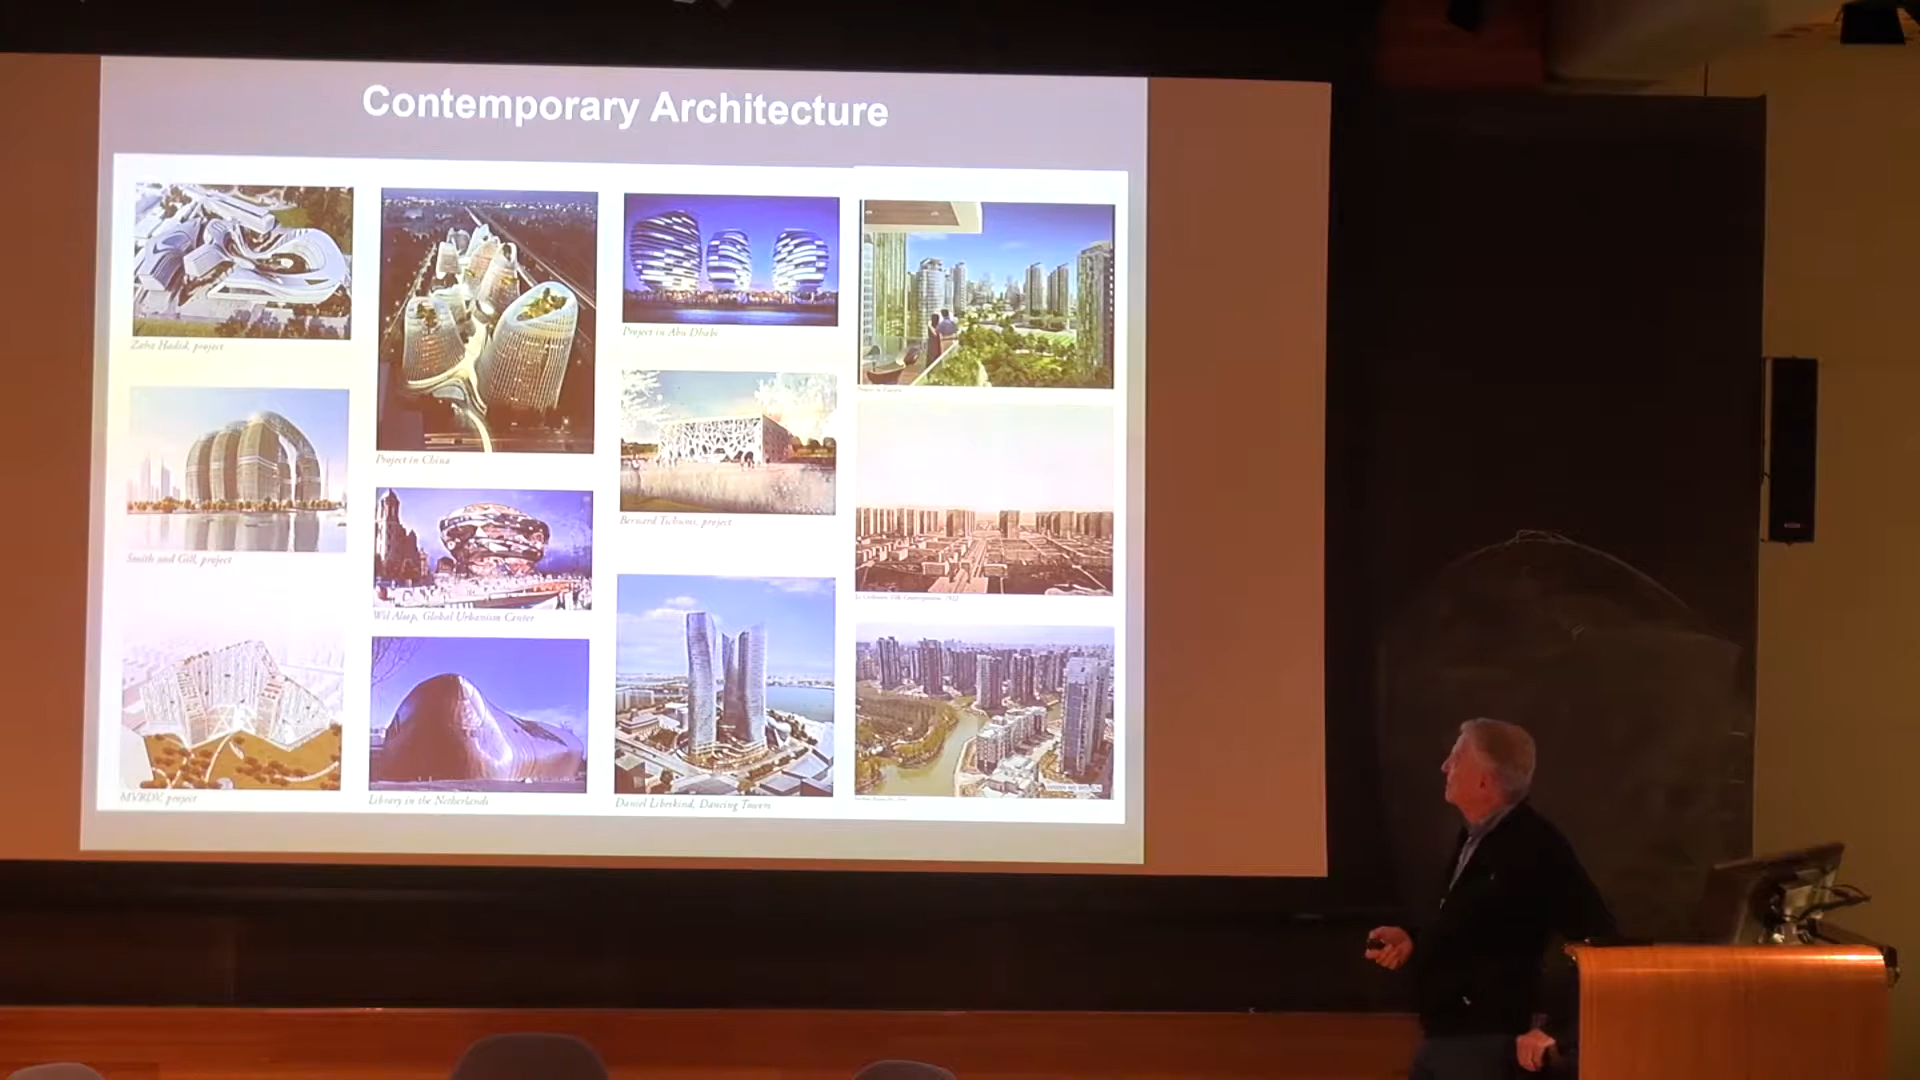 Contemporary Architecture
Zaha Hadid, project
Smith and Gill, project
MVRDV, project
Project in China
Wil Alsop, Global Urbanism Center
Library in the Netherlands
Project in Abu Dhabi
Bernard Tschumi, project
Daniel Libeskind, Dancing Towers